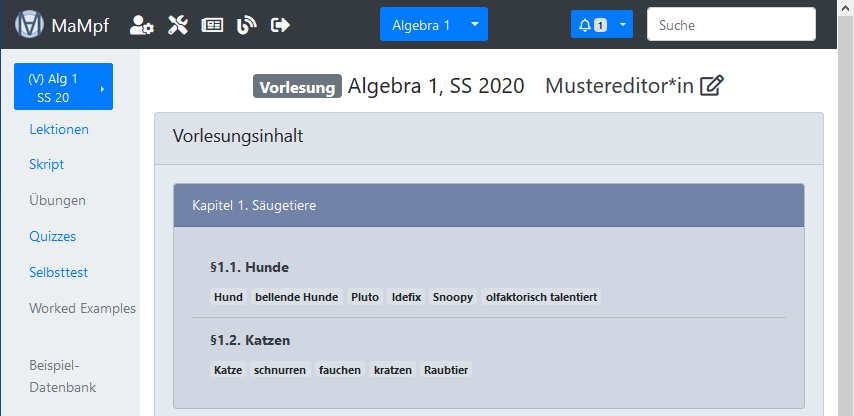 MaMpf
Algebra 1
1
Suche
(V) Alg 1
SS 20
Lektionen
Skript
Übungen
Quizzes
Selbsttest
Worked Examples
Beispiel-
Datenbank
Vorlesung Algebra 1, SS 2020 Mustereditor*in
Vorlesungsinhalt
Kapitel 1. Säugetiere
§1.1. Hunde
Hund bellende Hunde Pluto Idefix Snoopy olfaktorisch talentiert
§1.2. Katzen
Katze schnurren fauchen kratzen Raubtier